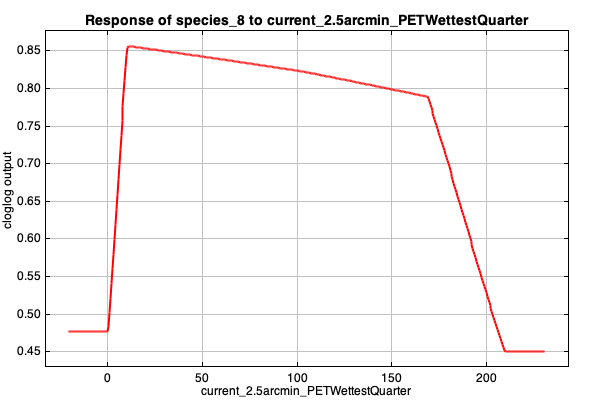 Response of species_8 to current_2.5arcmin_PETWettestQuarter
cloglog output
0.85
0.80
0.75
0.70
0.65
0.60
0.55
0.50
0.45
0 50 100 150 200
current_2.5arcmin_PETWettestQuarter